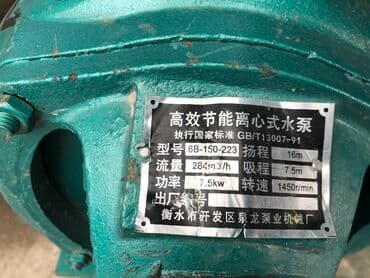 高效节能离心式水泵
执行国家标准 GB/T13007-91
型号 6B-150-223 扬程 16m
流量 284m3/h 吸程 7.5m
功率 7.5kw 转速 1450r/min
出厂编号
衡水市开发区泉龙泵业机械厂